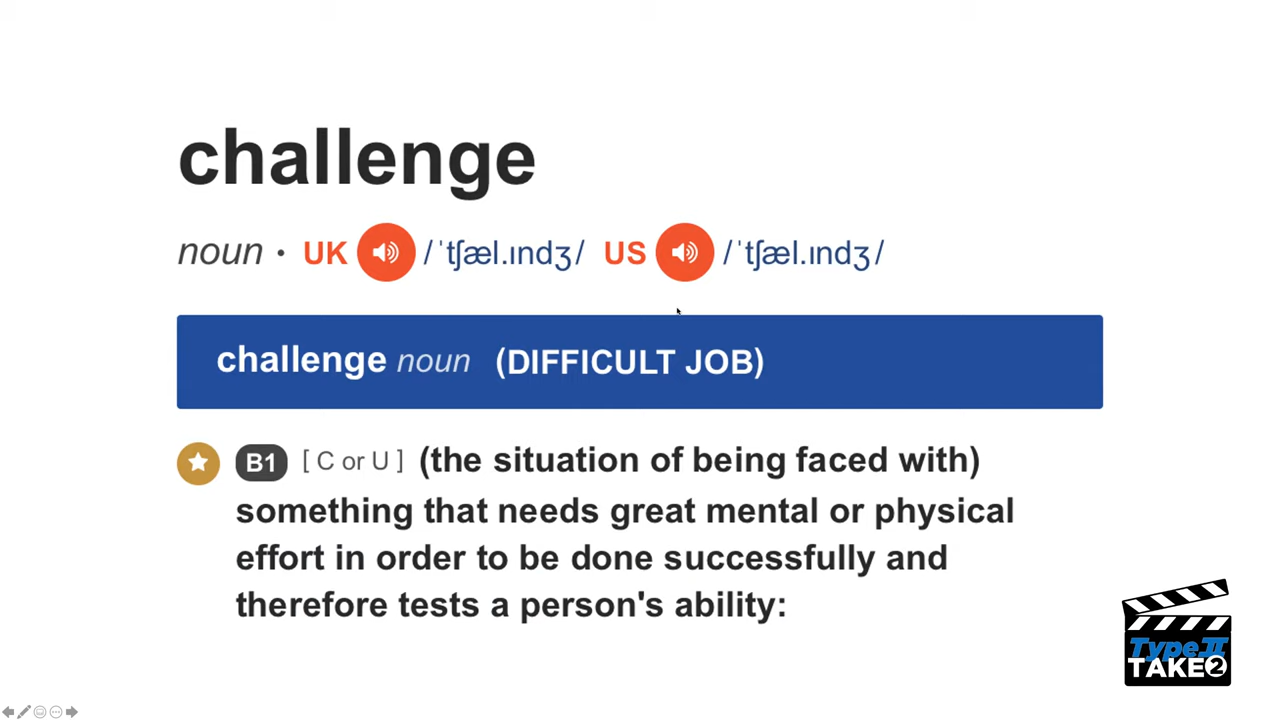 challenge
noun · UK /ˈtʃæl.ɪndʒ/ US /ˈtʃæl.ɪndʒ/
challenge noun (DIFFICULT JOB)
B1 [ C or U ] (the situation of being faced with)
something that needs great mental or physical
effort in order to be done successfully and
therefore tests a person's ability:
Type II
TAKE 2